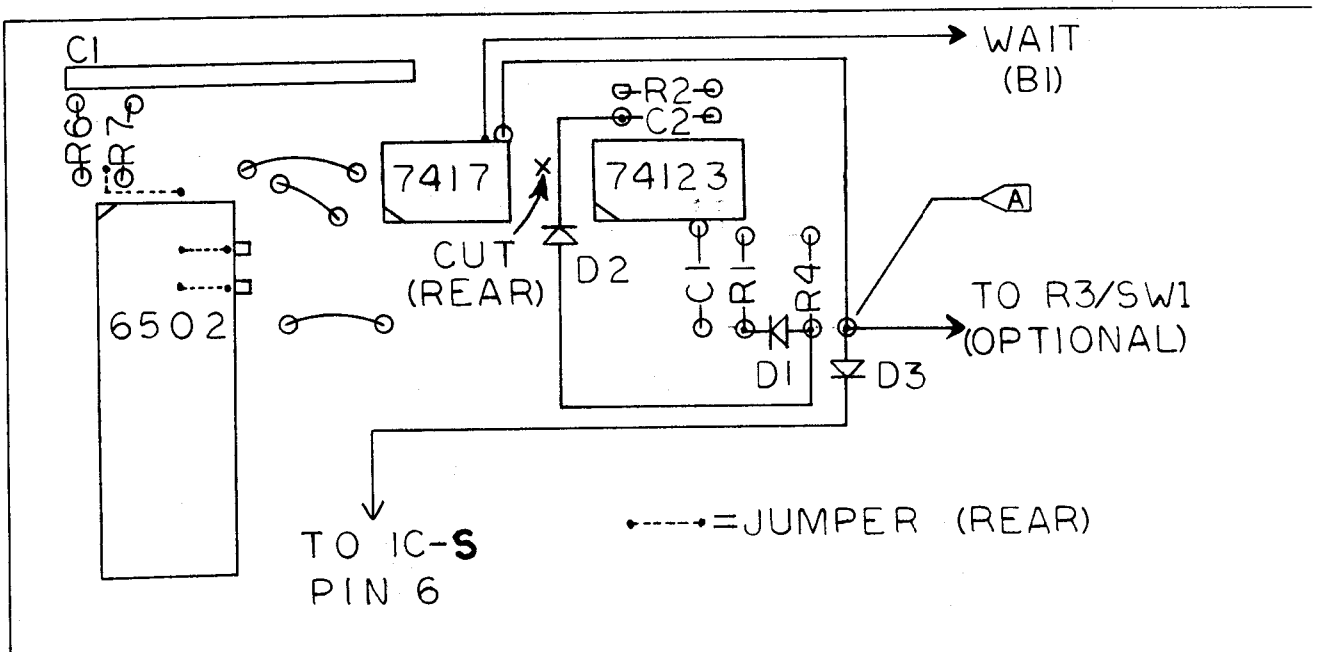 C1
WAIT
(B1)
R2
C2
R6
R7
7417
74123
A
CUT
(REAR)
D2
C1
R1
R4
TO R3/SW1
(OPTIONAL)
6502
D1
D3
TO IC-S
PIN 6
=JUMPER (REAR)